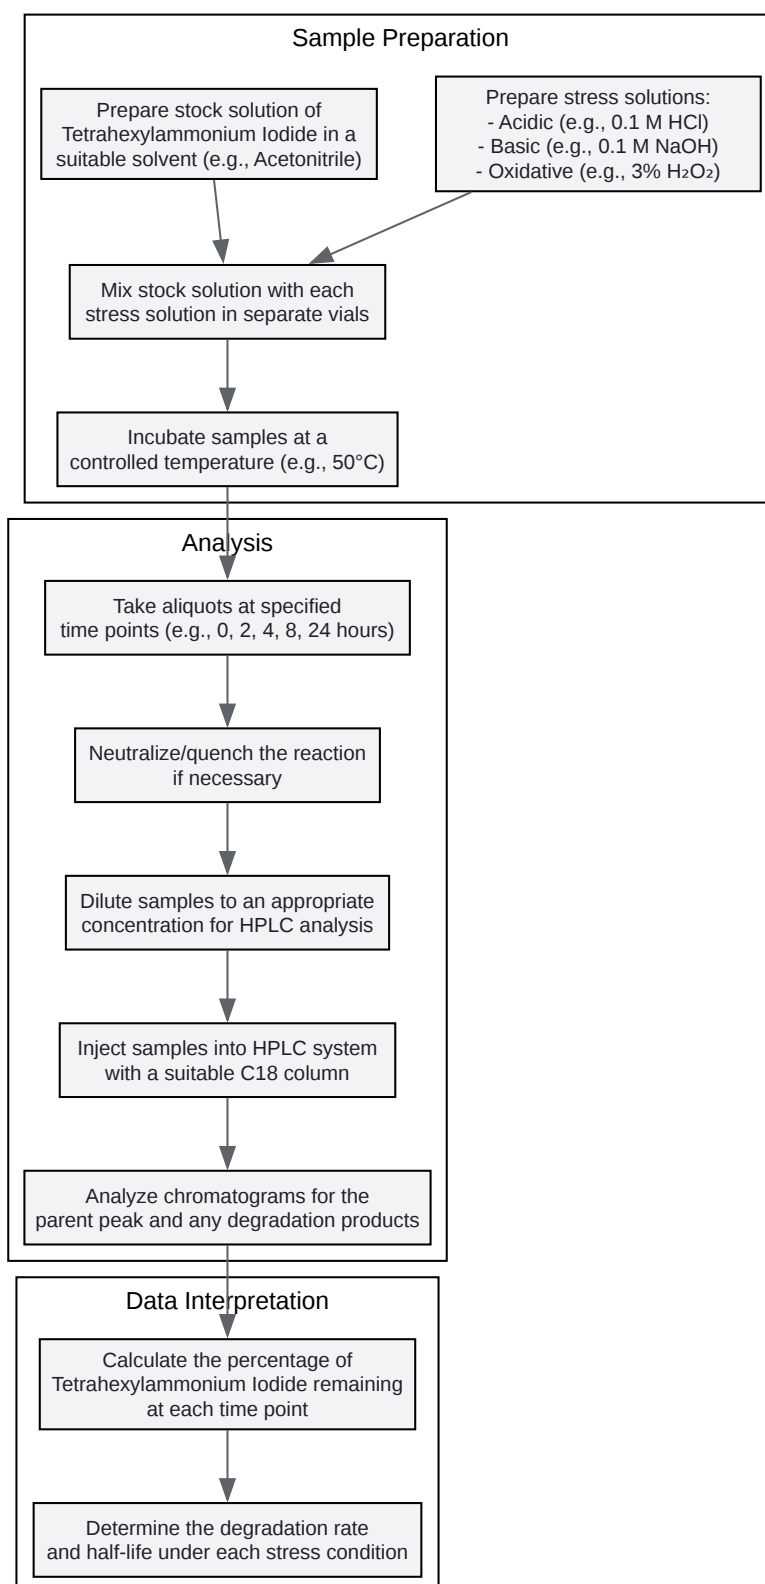 Sample Preparation
Prepare stock solution of
Tetrahexylammonium Iodide in a
suitable solvent (e.g., Acetonitrile)
Prepare stress solutions:
- Acidic (e.g., 0.1 M HCl)
- Basic (e.g., 0.1 M NaOH)
- Oxidative (e.g., 3% H₂O₂)
Mix stock solution with each
stress solution in separate vials
Incubate samples at a
controlled temperature (e.g., 50°C)
Analysis
Take aliquots at specified
time points (e.g., 0, 2, 4, 8, 24 hours)
Neutralize/quench the reaction
if necessary
Dilute samples to an appropriate
concentration for HPLC analysis
Inject samples into HPLC system
with a suitable C18 column
Analyze chromatograms for the
parent peak and any degradation products
Data Interpretation
Calculate the percentage of
Tetrahexylammonium Iodide remaining
at each time point
Determine the degradation rate
and half-life under each stress condition